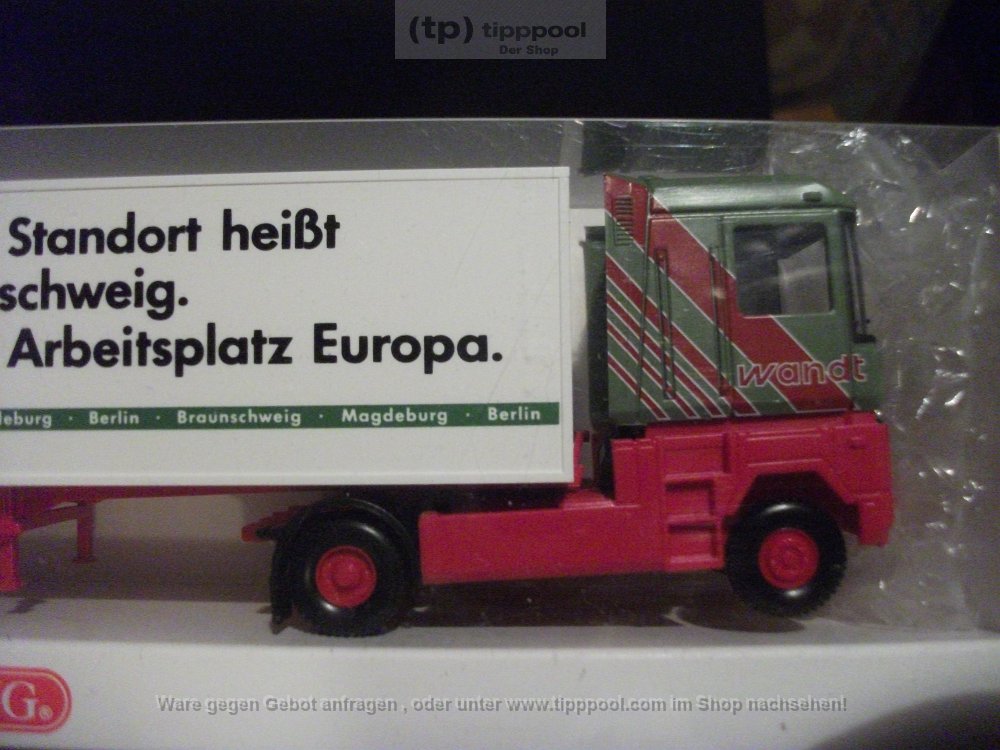 (tp) tipppool
Der Shop
Standort heißt
schweig.
Arbeitsplatz Europa.
deburg · Berlin · Braunschweig · Magdeburg · Berlin
wandt
G®
Ware gegen Gebot anfragen , oder unter www.tipppool.com im Shop nachsehen!